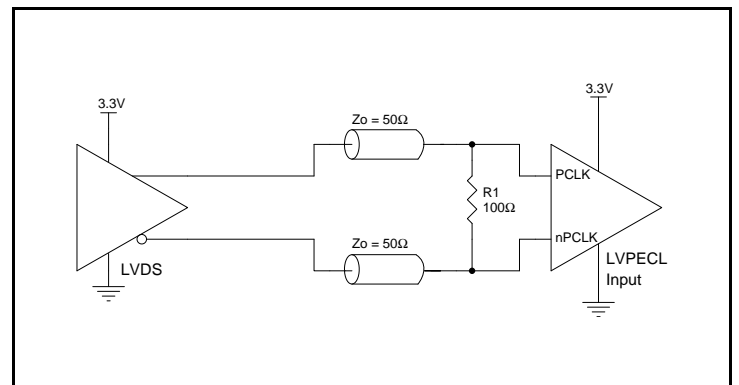 3.3V
3.3V
Zo = 50Ω
PCLK
R1
100Ω
nPCLK
Zo = 50Ω
LVDS
LVPECL
Input